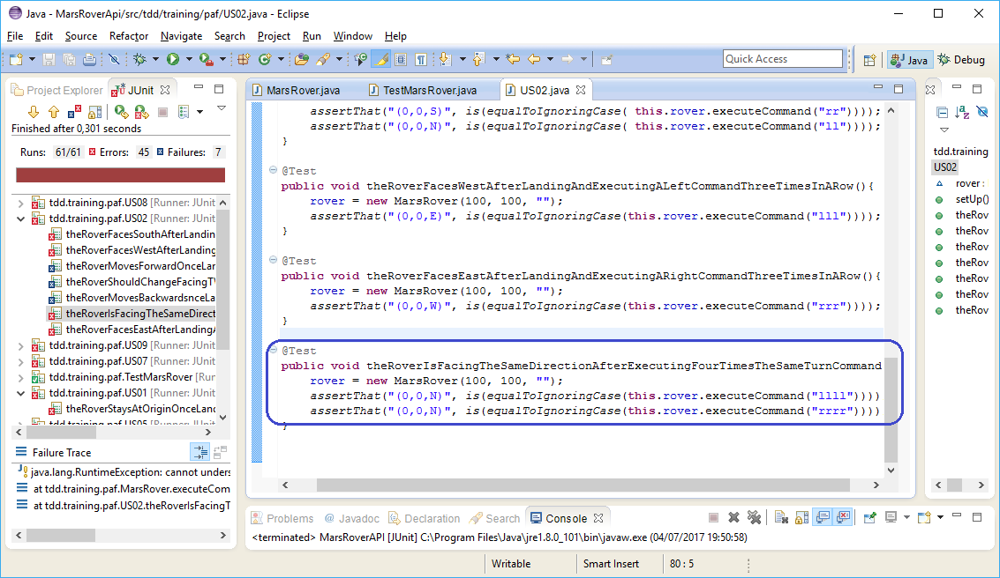 Java - MarsRoverApi/src/tdd/training/paf/US02.java - Eclipse
File Edit Source Refactor Navigate Search Project Run Window Help
Quick Access
Java
Debug
Project Explorer
JUnit
Finished after 0,301 seconds
Runs: 61/61 Errors: 45 Failures: 7
tdd.training.paf.US08 [Runner: JUnit
tdd.training.paf.US02 [Runner: JUnit
theRoverFacesSouthAfterLandin
theRoverFacesWestAfterLanding
theRoverMovesForwardOnceLar
theRoverShouldChangeFacingTW
theRoverMovesBackwardsnceLa
theRoverIsFacingTheSameDirect
theRoverFacesEastAfterLandingA
tdd.training.paf.US09 [Runner: JUnit
tdd.training.paf.US07 [Runner: JUnit
tdd.training.paf.TestMarsRover [Run
tdd.training.paf.US01 [Runner: JUnit
theRoverStaysAtOriginOnceLanc
tdd.training.paf.US05 [Runner: JUnit
Failure Trace
java.lang.RuntimeException: cannot unders
at tdd.training.paf.MarsRover.executeCom
at tdd.training.paf.US02.theRoverIsFacingT
MarsRover.java
TestMarsRover.java
US02.java
assertThat("(0,0,S)", is(equalToIgnoringCase( this.rover.executeCommand("rr"))));
assertThat("(0,0,N)", is(equalToIgnoringCase( this.rover.executeCommand("ll"))));
}
@Test
public void theRoverFacesWestAfterLandingAndExecutingALeftCommandThreeTimesInARow(){
rover = new MarsRover(100, 100, "");
assertThat("(0,0,E)", is(equalToIgnoringCase(this.rover.executeCommand("lll"))));
}
@Test
public void theRoverFacesEastAfterLandingAndExecutingARightCommandThreeTimesInARow(){
rover = new MarsRover(100, 100, "");
assertThat("(0,0,W)", is(equalToIgnoringCase(this.rover.executeCommand("rrr"))));
}
@Test
public void theRoverIsFacingTheSameDirectionAfterExecutingFourTimesTheSameTurnCommand
rover = new MarsRover(100, 100, "");
assertThat("(0,0,N)", is(equalToIgnoringCase(this.rover.executeCommand("llll"))))
assertThat("(0,0,N)", is(equalToIgnoringCase(this.rover.executeCommand("rrrr"))))
}
tdd.training
US02
rover :
setUp()
theRov
theRov
theRov
theRov
theRov
theRov
theRov
Problems
Javadoc
Declaration
Search
Console
<terminated> MarsRoverAPI [JUnit] C:\Program Files\Java\jre1.8.0_101\bin\javaw.exe (04/07/2017 19:50:58)
Writable
Smart Insert
80 : 5